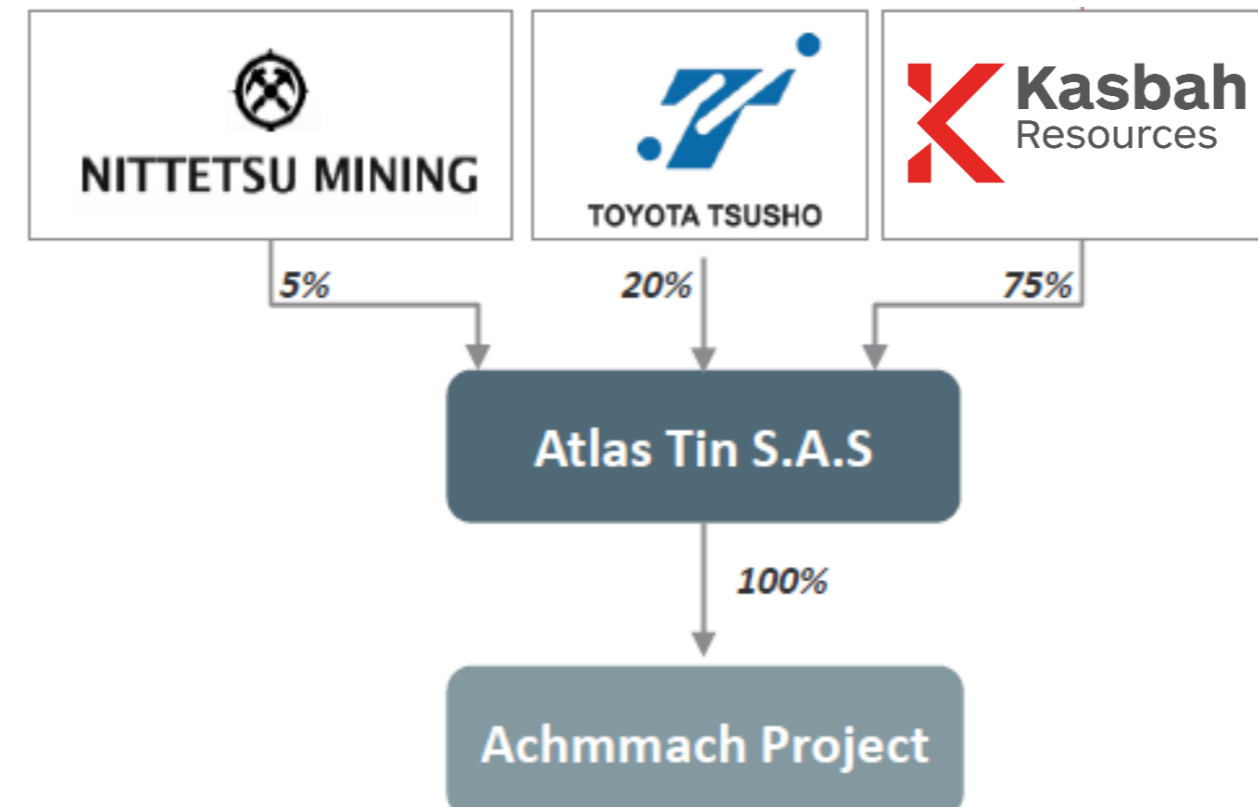 NITTETSU MINING
TOYOTA TSUSHO
Kasbah
Resources
5%
20%
75%
Atlas Tin S.A.S
100%
Achmmach Project